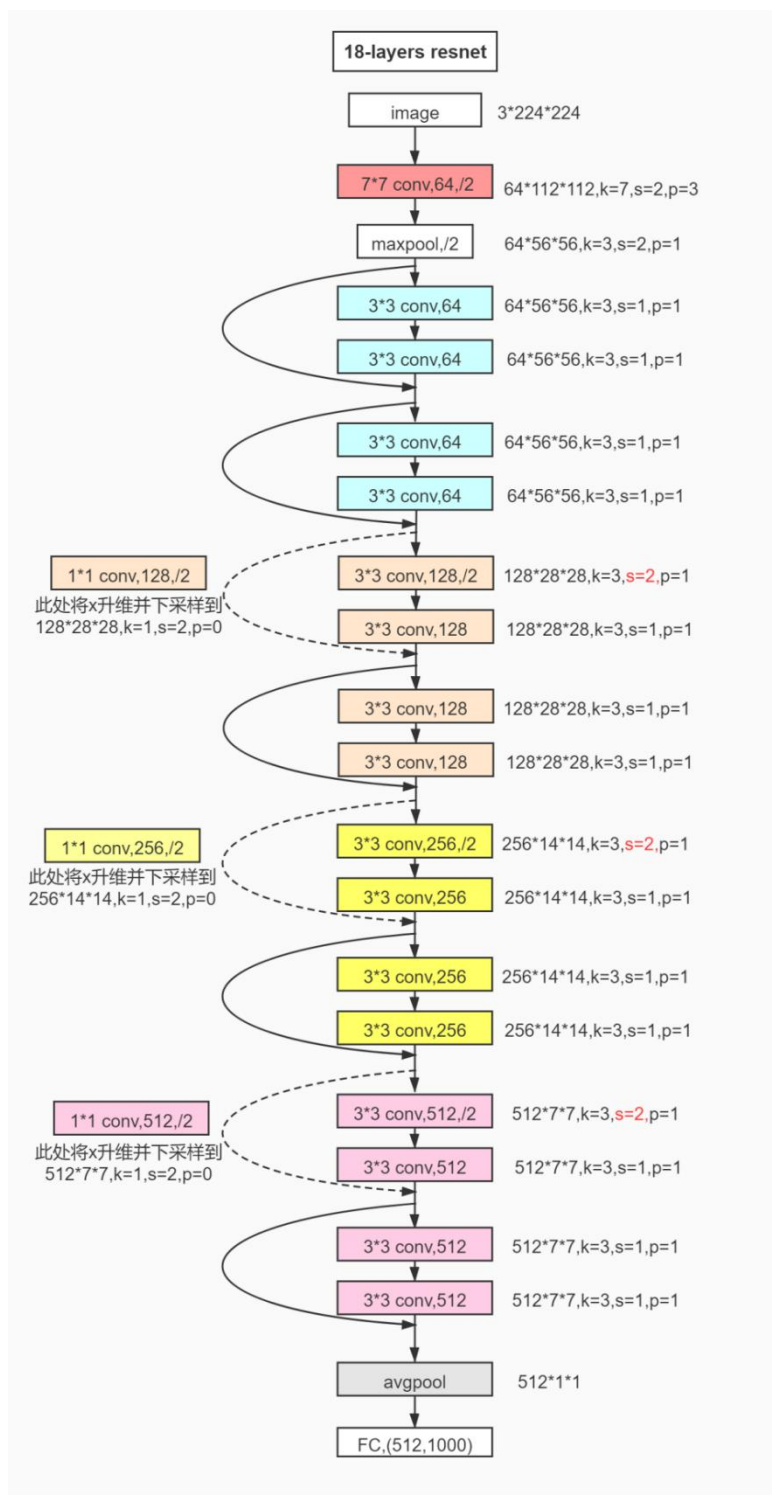 18-layers resnet
image
3*224*224
7*7 conv,64,/2
64*112*112,k=7,s=2,p=3
maxpool,/2
64*56*56,k=3,s=2,p=1
3*3 conv,64
64*56*56,k=3,s=1,p=1
3*3 conv,64
64*56*56,k=3,s=1,p=1
3*3 conv,64
64*56*56,k=3,s=1,p=1
3*3 conv,64
64*56*56,k=3,s=1,p=1
1*1 conv,128,/2
此处将x升维并下采样到
128*28*28,k=1,s=2,p=0
3*3 conv,128,/2
128*28*28,k=3,s=2,p=1
3*3 conv,128
128*28*28,k=3,s=1,p=1
3*3 conv,128
128*28*28,k=3,s=1,p=1
3*3 conv,128
128*28*28,k=3,s=1,p=1
1*1 conv,256,/2
此处将x升维并下采样到
256*14*14,k=1,s=2,p=0
3*3 conv,256,/2
256*14*14,k=3,s=2,p=1
3*3 conv,256
256*14*14,k=3,s=1,p=1
3*3 conv,256
256*14*14,k=3,s=1,p=1
3*3 conv,256
256*14*14,k=3,s=1,p=1
1*1 conv,512,/2
此处将x升维并下采样到
512*7*7,k=1,s=2,p=0
3*3 conv,512,/2
512*7*7,k=3,s=2,p=1
3*3 conv,512
512*7*7,k=3,s=1,p=1
3*3 conv,512
512*7*7,k=3,s=1,p=1
3*3 conv,512
512*7*7,k=3,s=1,p=1
avgpool
512*1*1
FC,(512,1000)